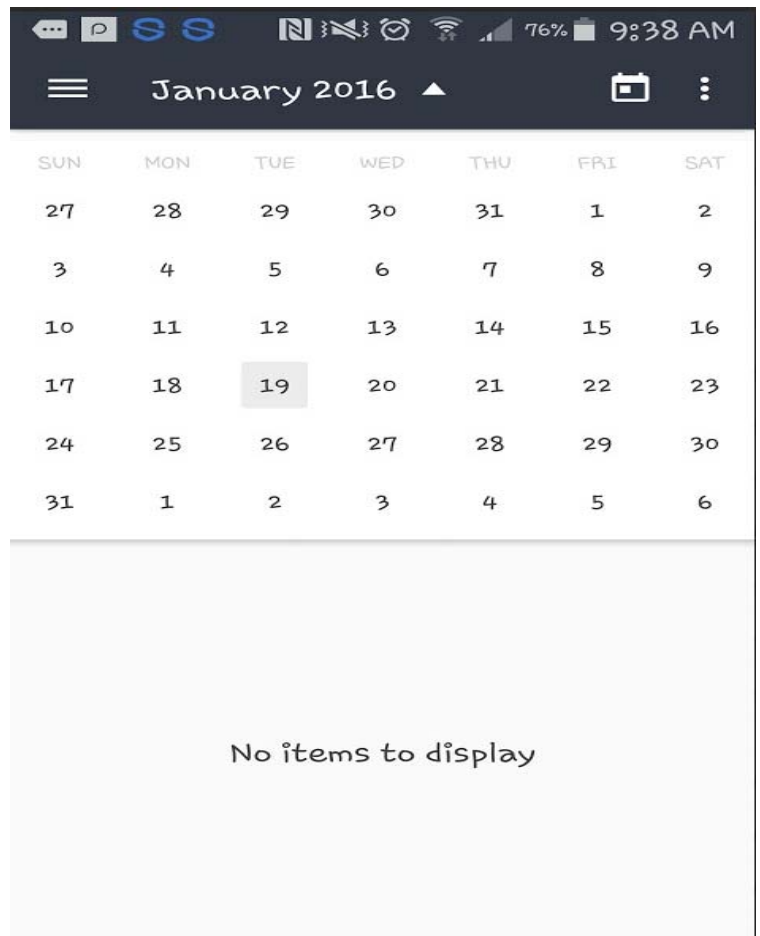 76% 9:38 AM
January 2016
SUN MON TUE WED THU FRI SAT
27 28 29 30 31 1 2
3 4 5 6 7 8 9
10 11 12 13 14 15 16
17 18 19 20 21 22 23
24 25 26 27 28 29 30
31 1 2 3 4 5 6
No items to display